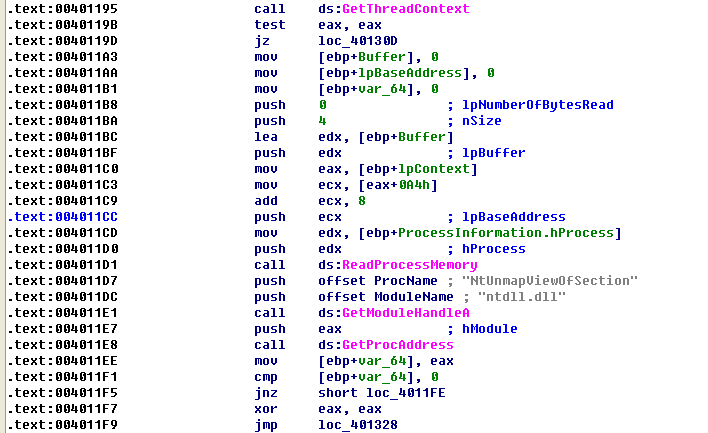 .text:00401195 call ds:GetThreadContext
.text:0040119B test eax, eax
.text:0040119D jz loc_40130D
.text:004011A3 mov [ebp+Buffer], 0
.text:004011AA mov [ebp+lpBaseAddress], 0
.text:004011B1 mov [ebp+var_64], 0
.text:004011B8 push 0 ; lpNumberOfBytesRead
.text:004011BA push 4 ; nSize
.text:004011BC lea edx, [ebp+Buffer]
.text:004011BF push edx ; lpBuffer
.text:004011C0 mov eax, [ebp+lpContext]
.text:004011C3 mov ecx, [eax+0A4h]
.text:004011C9 add ecx, 8
.text:004011CC push ecx ; lpBaseAddress
.text:004011CD mov edx, [ebp+ProcessInformation.hProcess]
.text:004011D0 push edx ; hProcess
.text:004011D1 call ds:ReadProcessMemory
.text:004011D7 push offset ProcName ; "NtUnmapViewOfSection"
.text:004011DC push offset ModuleName ; "ntdll.dll"
.text:004011E1 call ds:GetModuleHandleA
.text:004011E7 push eax ; hModule
.text:004011E8 call ds:GetProcAddress
.text:004011EE mov [ebp+var_64], eax
.text:004011F1 cmp [ebp+var_64], 0
.text:004011F5 jnz short loc_4011FE
.text:004011F7 xor eax, eax
.text:004011F9 jmp loc_401328